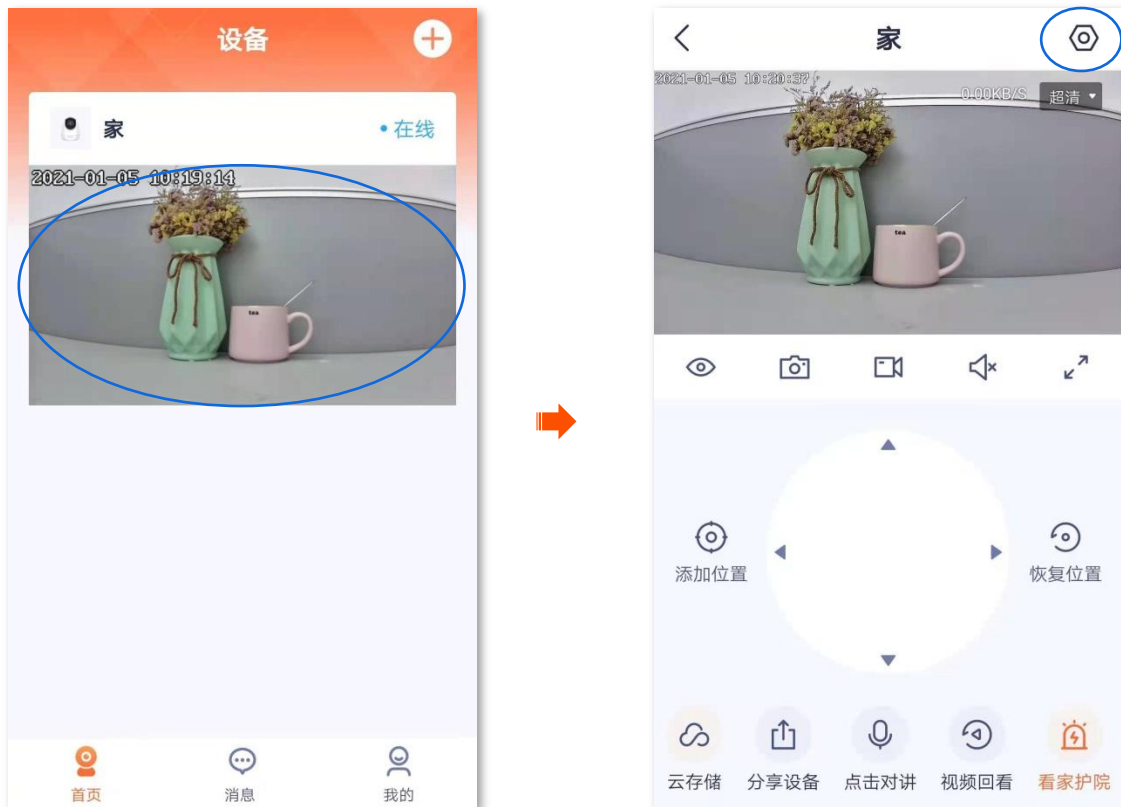 设备
家
在线
2021-01-05 10:19:14
tea
首页
消息
我的
家
2021-01-05 10:20:37
0.00KB/S
超清
tea
添加位置
恢复位置
云存储
分享设备
点击对讲
视频回看
看家护院